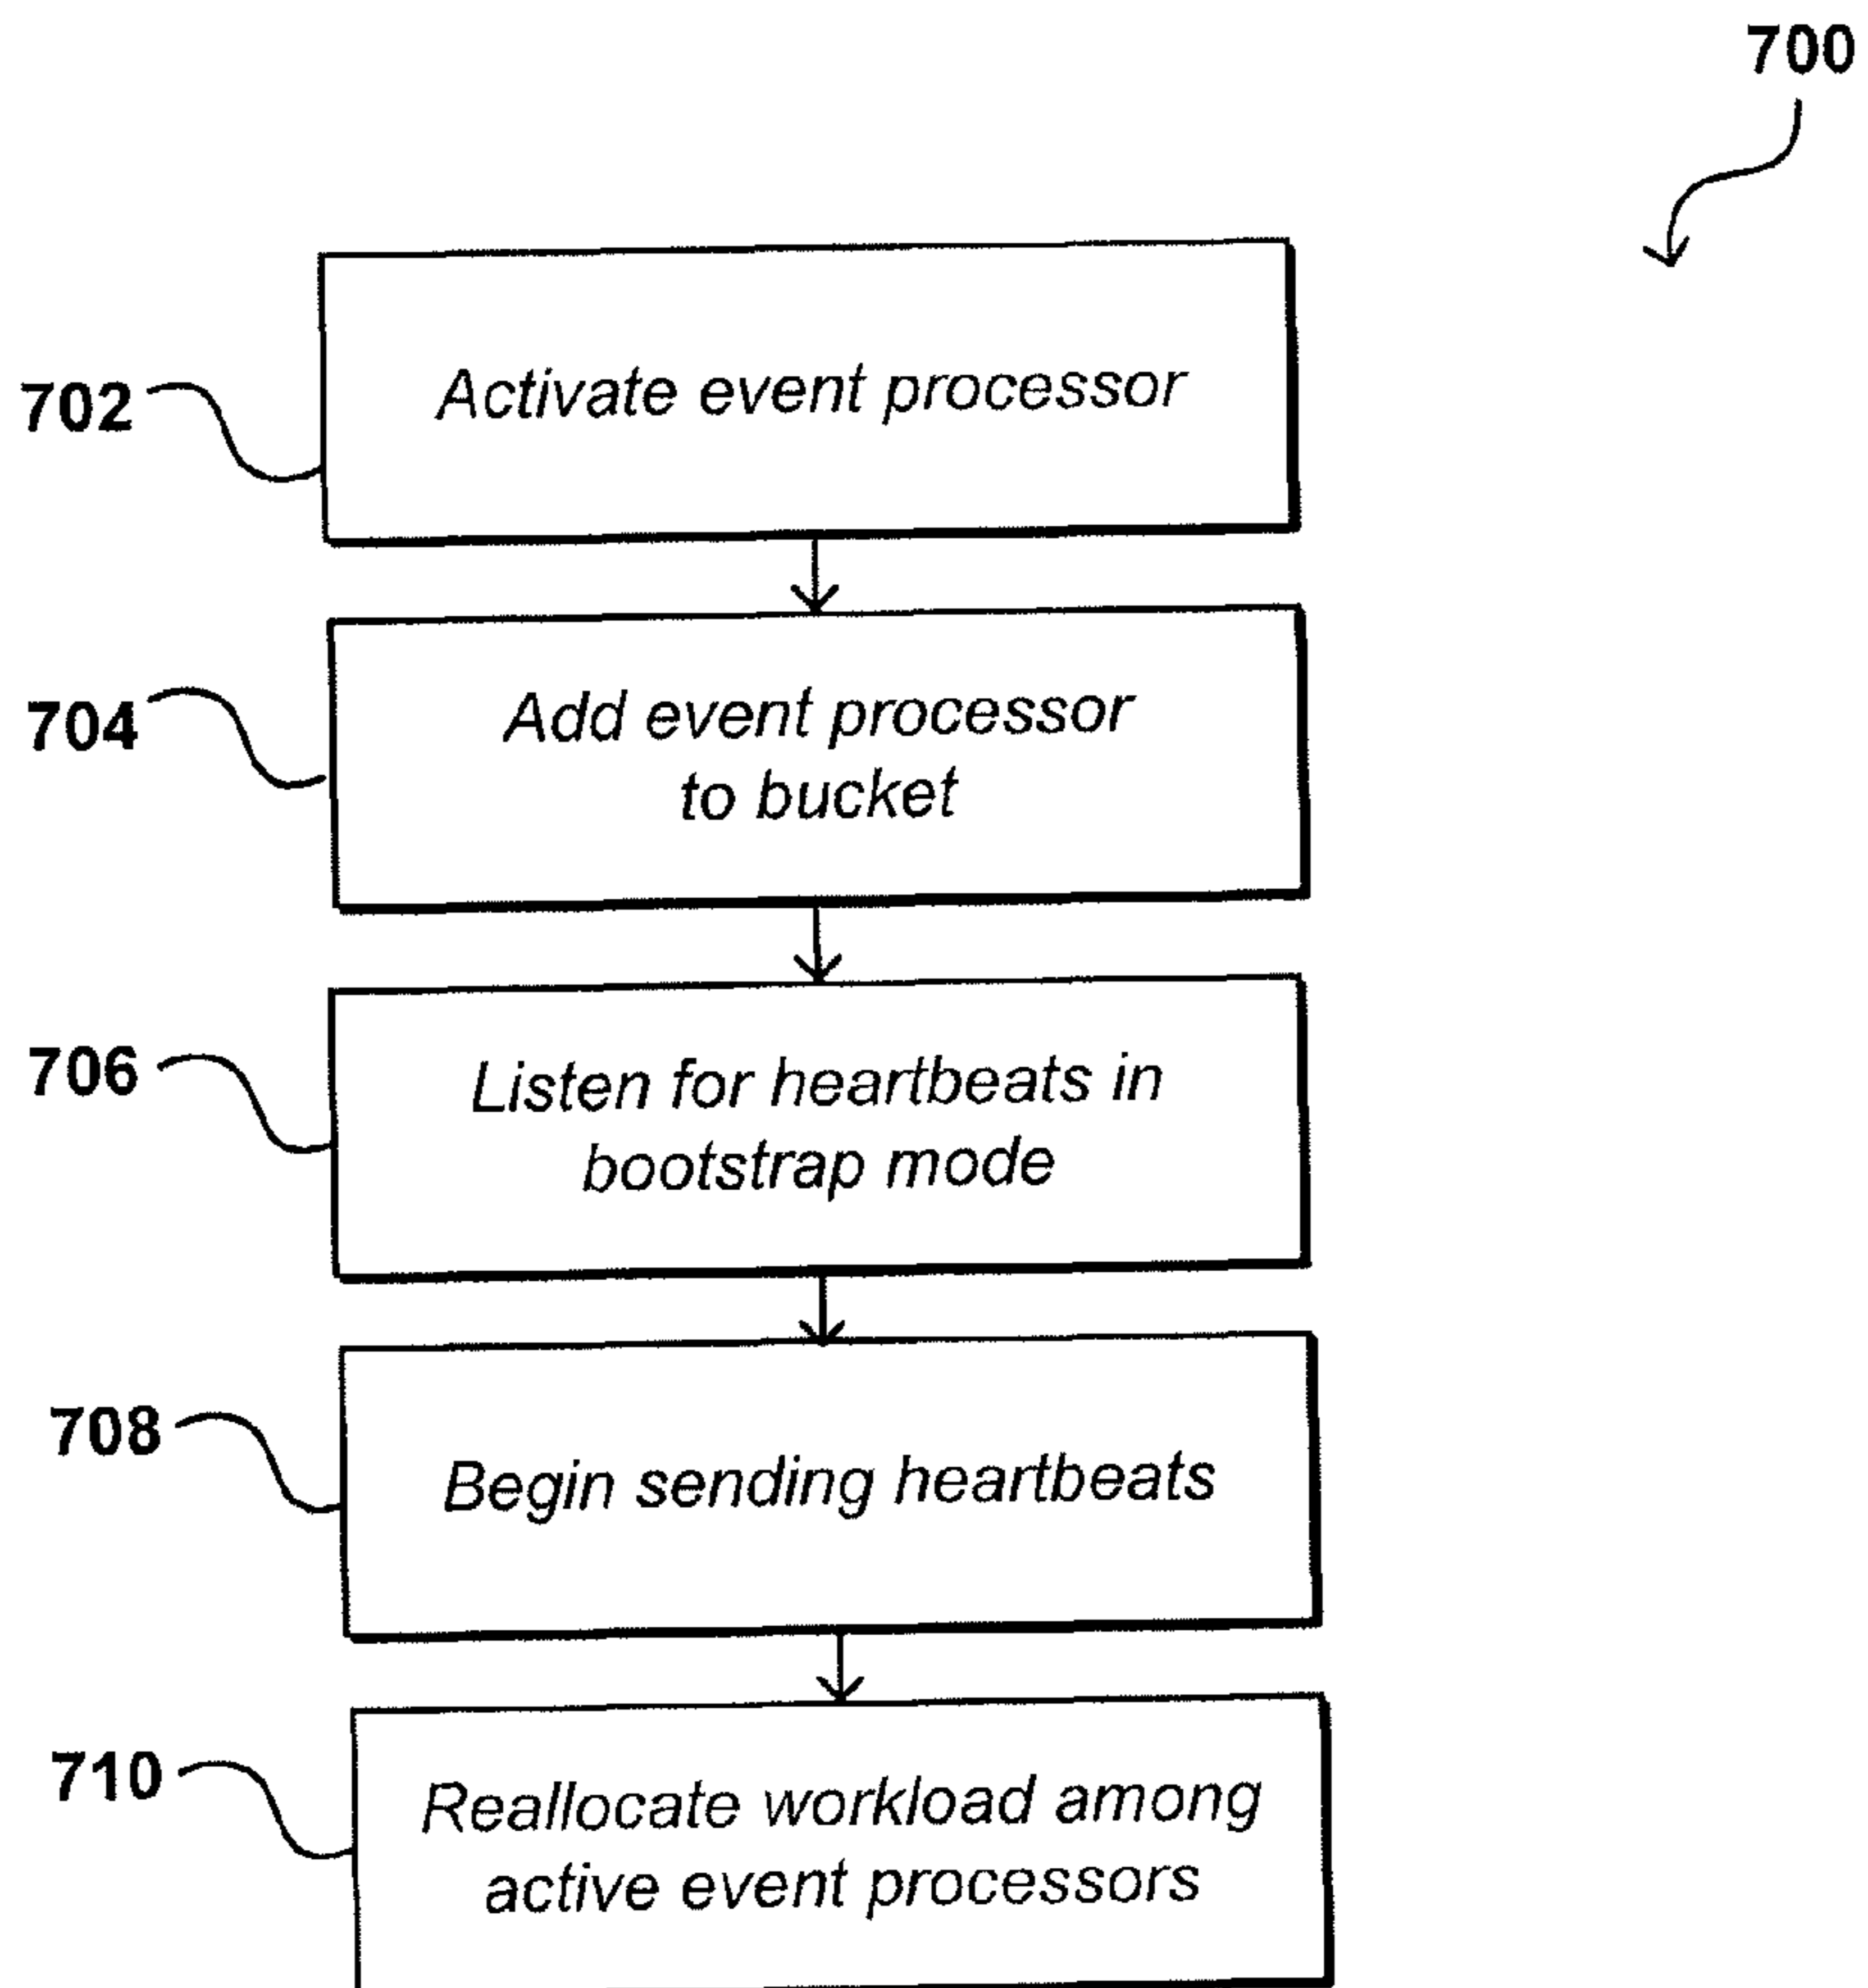 700
702
Activate event processor
704
Add event processor
to bucket
706
Listen for heartbeats in
bootstrap mode
708
Begin sending heartbeats
710
Reallocate workload among
active event processors